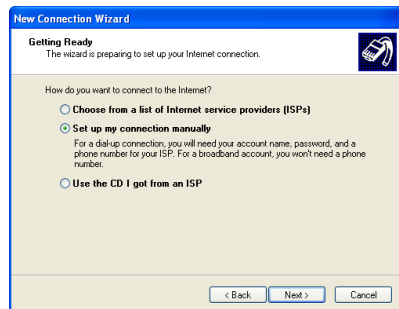 New Connection Wizard
Getting Ready
The wizard is preparing to set up your Internet connection.
How do you want to connect to the Internet?
Choose from a list of Internet service providers (ISPs)
Set up my connection manually
For a dial-up connection, you will need your account name, password, and a
phone number for your ISP. For a broadband account, you won't need a phone
number.
Use the CD I got from an ISP
< Back
Next >
Cancel